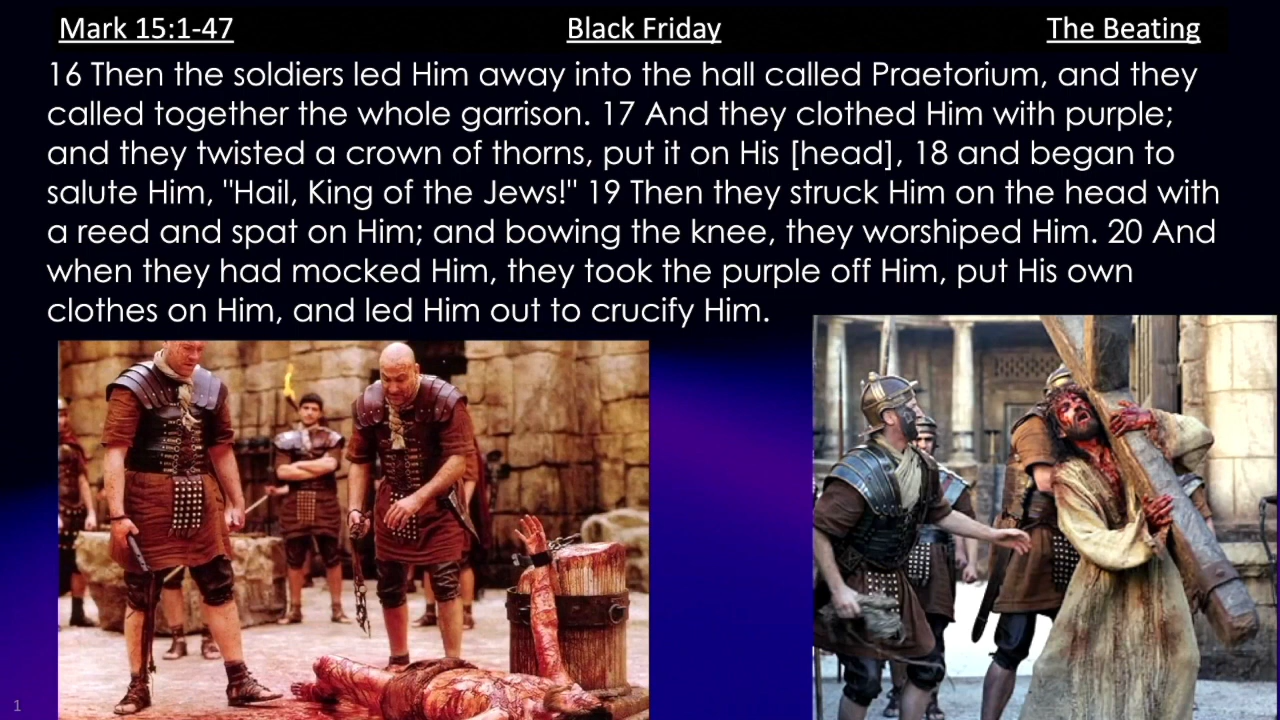 Mark 15:1-47 Black Friday The Beating
16 Then the soldiers led Him away into the hall called Praetorium, and they
called together the whole garrison. 17 And they clothed Him with purple;
and they twisted a crown of thorns, put it on His [head], 18 and began to
salute Him, "Hail, King of the Jews!" 19 Then they struck Him on the head with
a reed and spat on Him; and bowing the knee, they worshiped Him. 20 And
when they had mocked Him, they took the purple off Him, put His own
clothes on Him, and led Him out to crucify Him.
1